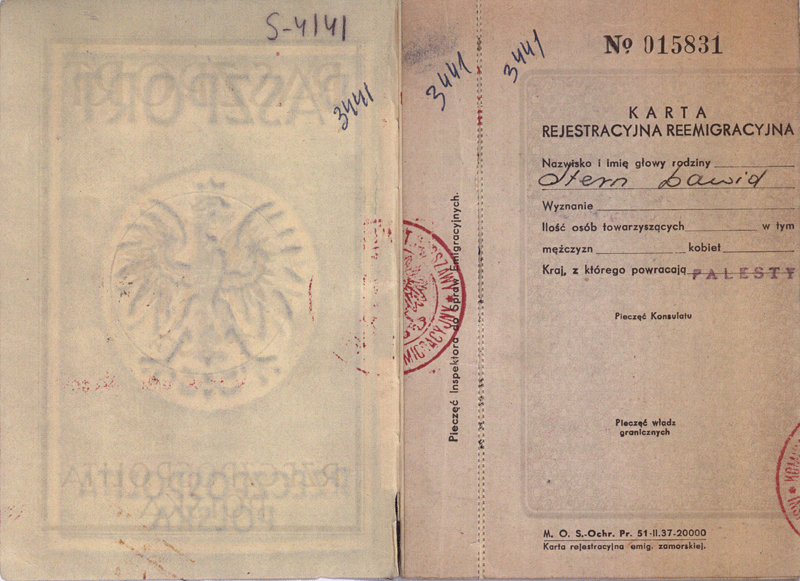 S-4141
PASZPORT
3441
RZECZPOSPOLITA
POLSKA
3441
3441
Pieczęć Inspektora do Spraw Emigracyjnych.
№ 015831
KARTA
REJESTRACYJNA REEMIGRACYJNA
Nazwisko i imię głowy rodziny
Stern Dawid
Wyznanie
Ilość osób towarzyszących w tym
mężczyzn kobiet
Kraj, z którego powracają PALESTY
Pieczęć Konsulatu
Pieczęć władz
granicznych
M. O. S.-Ochr. Pr. 51-II.37-20000
Karta rejestracyjna emig. zamorskiej.